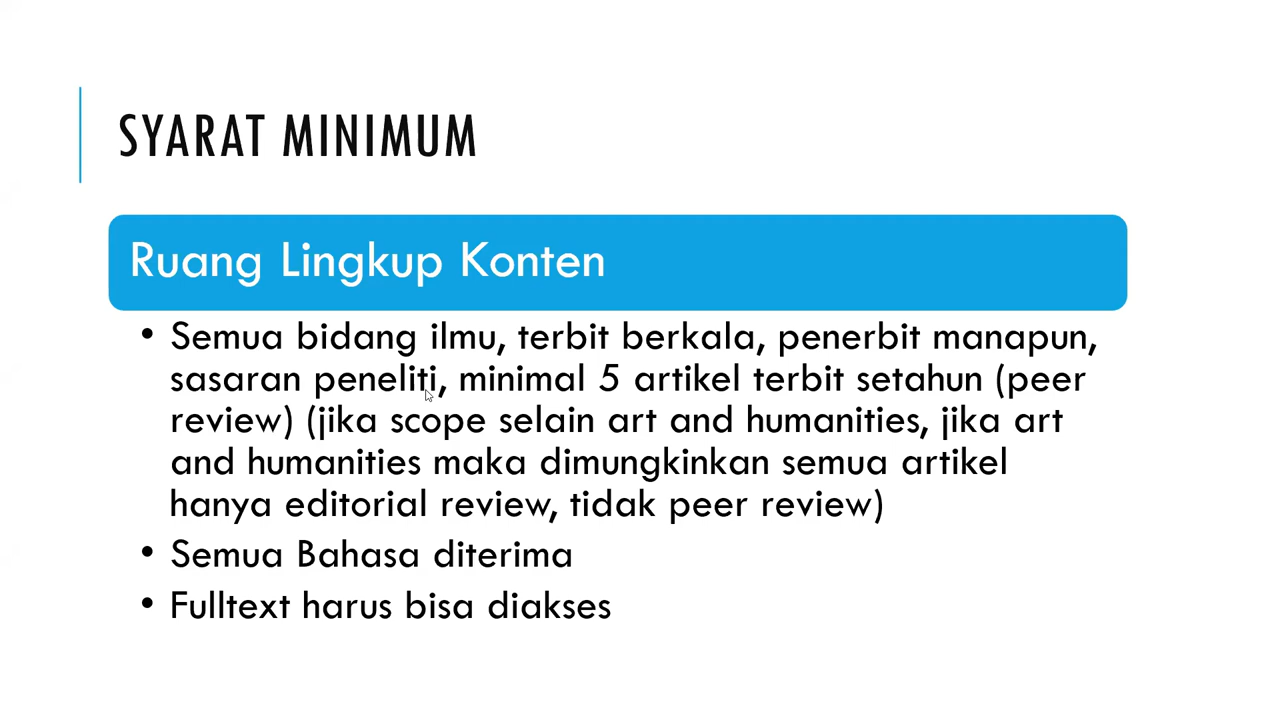 SYARAT MINIMUM
Ruang Lingkup Konten
• Semua bidang ilmu, terbit berkala, penerbit manapun,
sasaran peneliti, minimal 5 artikel terbit setahun (peer
review) (jika scope selain art and humanities, jika art
and humanities maka dimungkinkan semua artikel
hanya editorial review, tidak peer review)
• Semua Bahasa diterima
• Fulltext harus bisa diakses